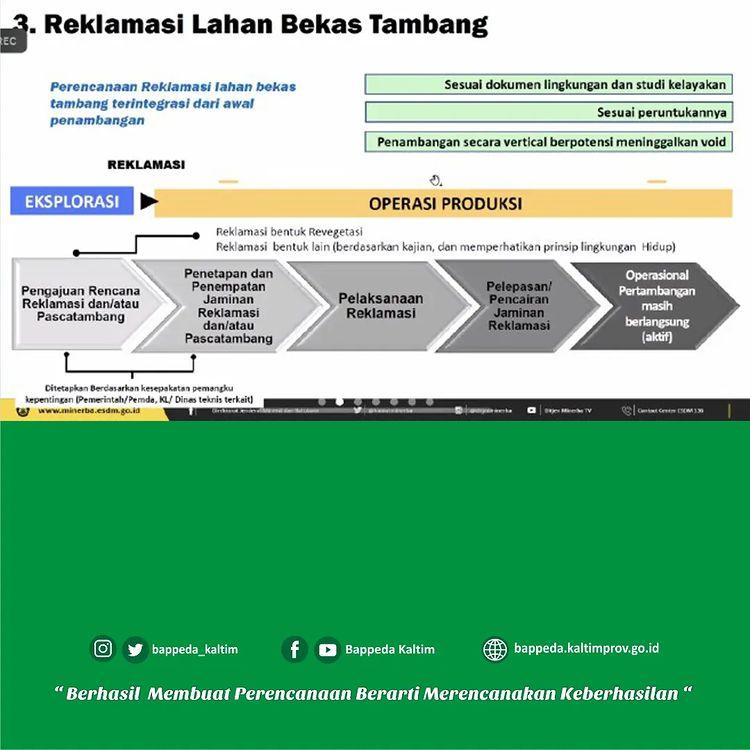 3. Reklamasi Lahan Bekas Tambang
REC
Perencanaan Reklamasi lahan bekas
tambang terintegrasi dari awal
penambangan
Sesuai dokumen lingkungan dan studi kelayakan
Sesuai peruntukannya
Penambangan secara vertical berpotensi meninggalkan void
REKLAMASI
EKSPLORASI
OPERASI PRODUKSI
Reklamasi bentuk Revegetasi
Reklamasi bentuk lain (berdasarkan kajian, dan memperhatikan prinsip lingkungan Hidup)
Pengajuan Rencana
Reklamasi dan/atau
Pascatambang
Penetapan dan
Penempatan
Jaminan
Reklamasi
dan/atau
Pascatambang
Pelaksanaan
Reklamasi
Pelepasan/
Pencairan
Jaminan
Reklamasi
Operasional
Pertambangan
masih
berlangsung
(aktif)
Ditetapkan Berdasarkan kesepakatan pemangku
kepentingan (Pemerintah/Pemda, KL/ Dinas teknis terkait)
www.minerba.esdm.go.id
Ditjen Minerba TV
Contact Center ESDM 136
bappeda_kaltim
Bappeda Kaltim
bappeda.kaltimprov.go.id
“ Berhasil Membuat Perencanaan Berarti Merencanakan Keberhasilan “